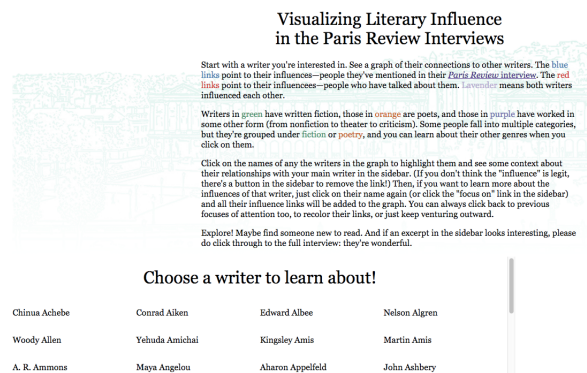 Visualizing Literary Influence
in the Paris Review Interviews
Start with a writer you're interested in. See a graph of their connections to other writers. The blue
links point to their influences—people they've mentioned in their Paris Review interview. The red
links point to their influencees—people who have talked about them. Lavender means both writers
influenced each other.
Writers in green have written fiction, those in orange are poets, and those in purple have worked in
some other form (from nonfiction to theater to criticism). Some people fall into multiple categories,
but they're grouped under fiction or poetry, and you can learn about their other genres when you
click on them.
Click on the names of any the writers in the graph to highlight them and see some context about
their relationships with your main writer in the sidebar. (If you don't think the "influence" is legit,
there's a button in the sidebar to remove the link!) Then, if you want to learn more about the
influences of that writer, just click on their name again (or click the "focus on" link in the sidebar)
and all their influence links will be added to the graph. You can always click back to previous
focuses of attention too, to recolor their links, or just keep venturing outward.
Explore! Maybe find someone new to read. And if an excerpt in the sidebar looks interesting, please
do click through to the full interview: they're wonderful.
Choose a writer to learn about!
Chinua Achebe Conrad Aiken Edward Albee Nelson Algren
Woody Allen Yehuda Amichai Kingsley Amis Martin Amis
A. R. Ammons Maya Angelou Aharon Appelfeld John Ashbery